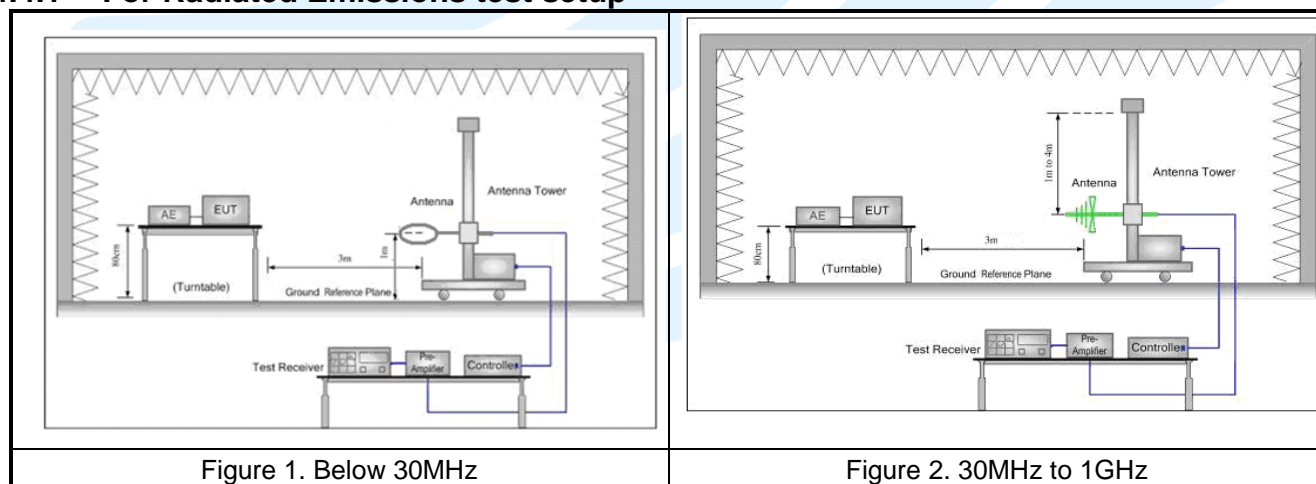 For Radiated Emissions test setup
Antenna
Antenna Tower
AE
EUT
80cm
3m
1m
(Turntable)
Ground Reference Plane
Test Receiver
Pre-
Amplifier
Controller
Figure 1. Below 30MHz
1m to 4m
Antenna
Antenna Tower
AE
EUT
80cm
3m
(Turntable)
Ground Reference Plane
Test Receiver
Pre-
Amplifier
Controller
Figure 2. 30MHz to 1GHz